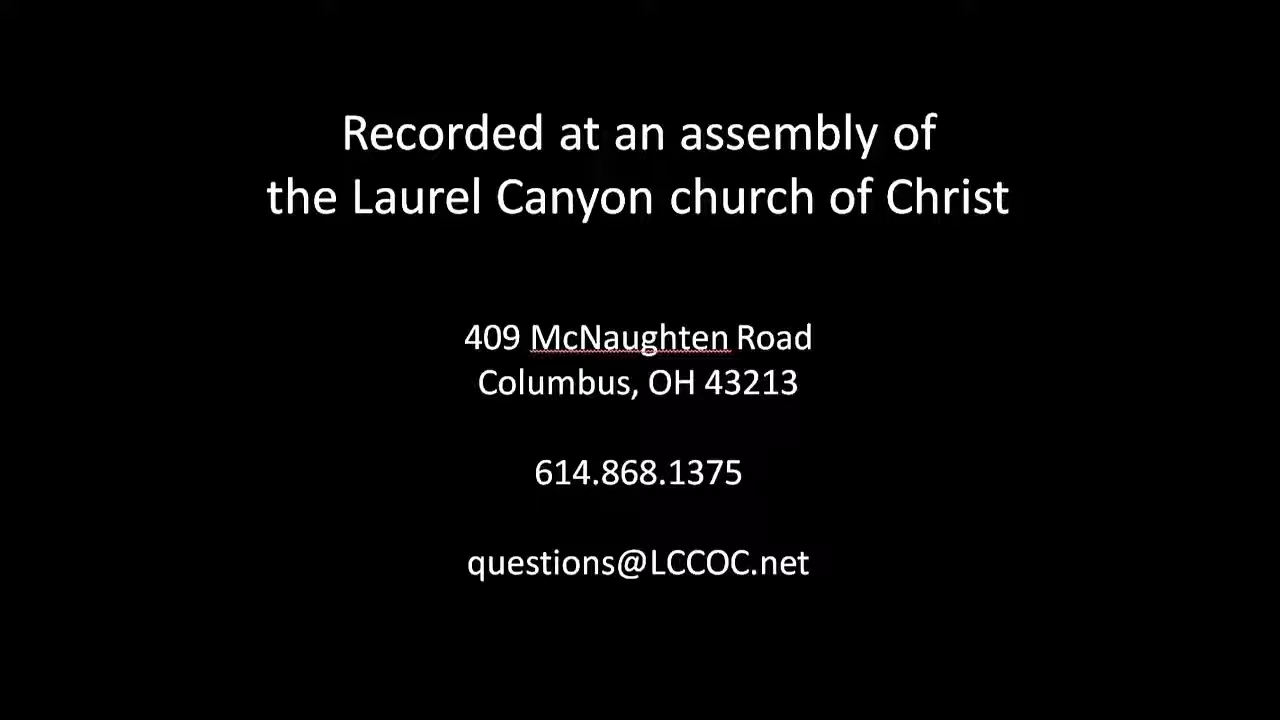 Recorded at an assembly of
the Laurel Canyon church of Christ
409 McNaughten Road
Columbus, OH 43213
614.868.1375
questions@LCCOC.net